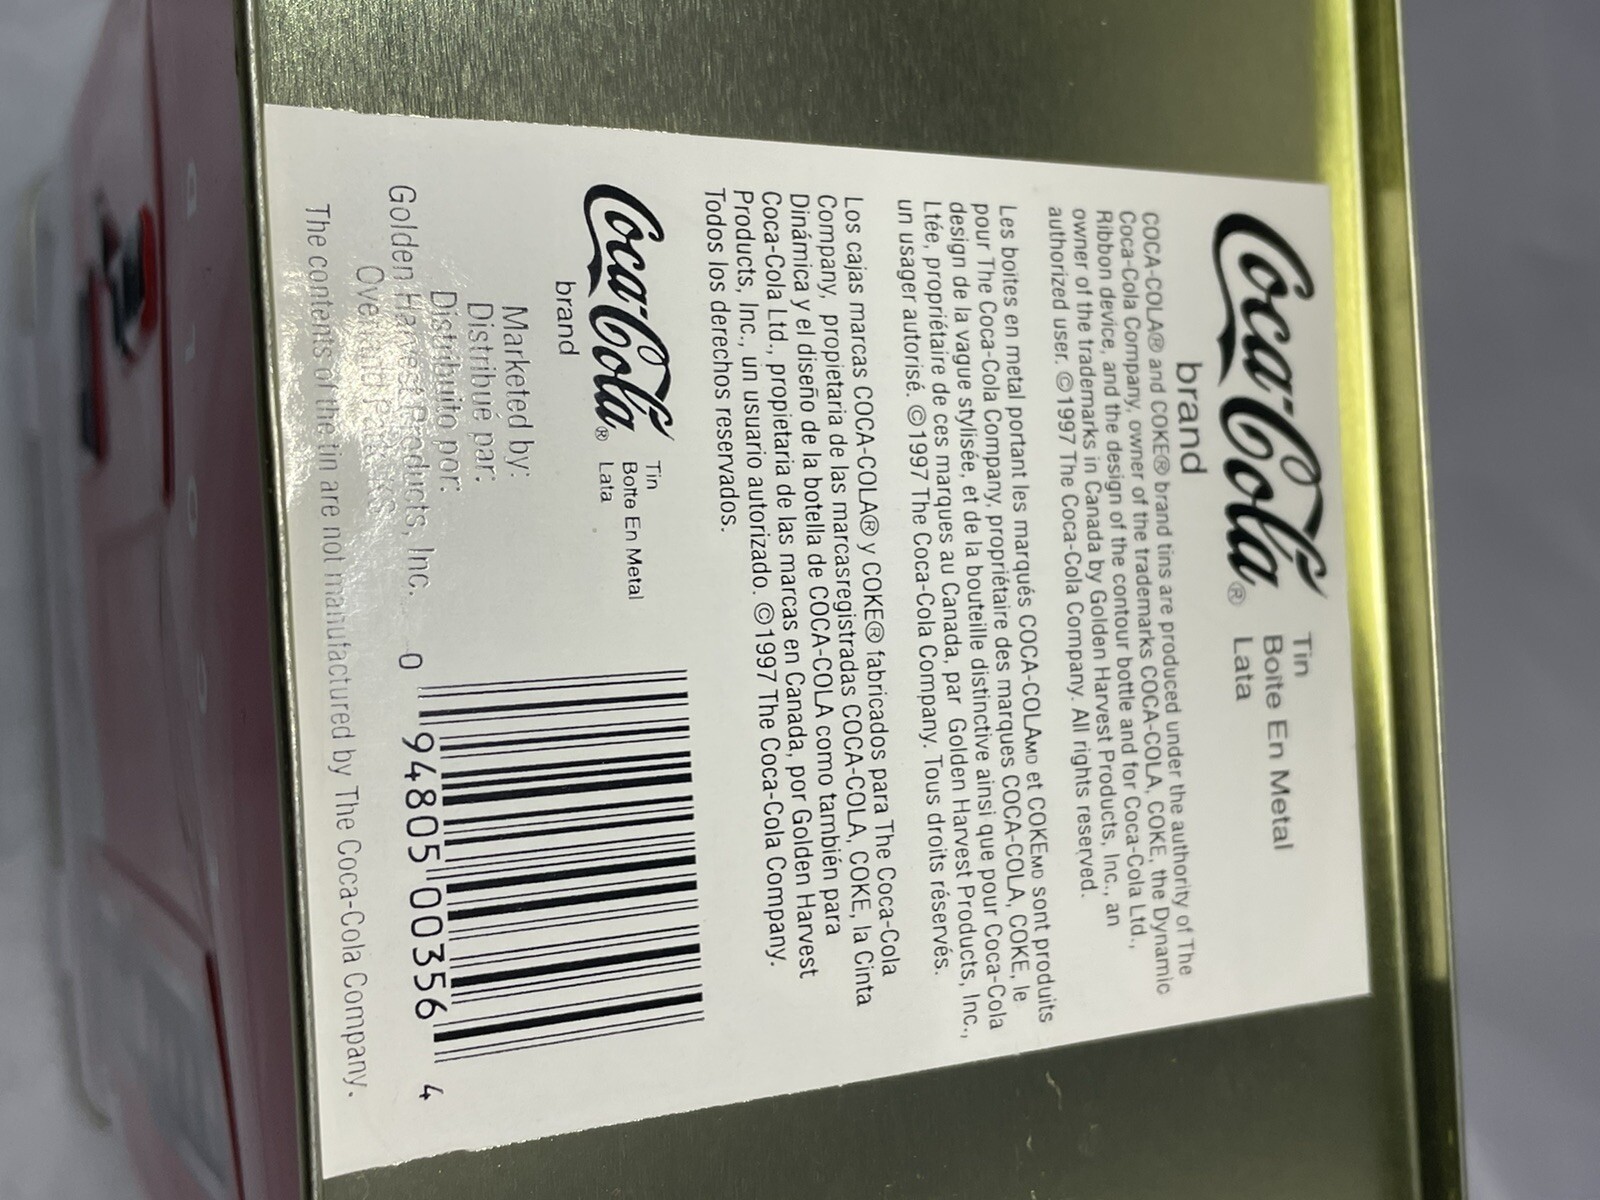 Coca-Cola®
brand
Tin
Boîte En Metal
Lata
COCA-COLA® and COKE® brand tins are produced under the authority of The
Coca-Cola Company, owner of the trademarks COCA-COLA, COKE, the Dynamic
Ribbon device, and the design of the contour bottle and for Coca-Cola Ltd.,
owner of the trademarks in Canada by Golden Harvest Products, Inc., an
authorized user. ©1997 The Coca-Cola Company. All rights reserved.
Les boites en metal portant les marqués COCA-COLAMD et COKEMD sont produits
pour The Coca-Cola Company, propriétaire des marques COCA-COLA, COKE, le
design de la vague stylisée, et de la bouteille distinctive ainsi que pour Coca-Cola
Ltée, propriétaire de ces marques au Canada, par Golden Harvest Products, Inc.,
un usager autorisé. ©1997 The Coca-Cola Company. Tous droits réservés.
Los cajas marcas COCA-COLA® y COKE® fabricados para The Coca-Cola
Company, propietaria de las marcasregistradas COCA-COLA, COKE, la Cinta
Dinámica y el diseño de la botella de COCA-COLA como también para
Coca-Cola Ltd., propietaria de las marcas en Canada, por Golden Harvest
Products, Inc., un usuario autorizado. ©1997 The Coca-Cola Company.
Todos los derechos reservados.
Coca-Cola®
brand
Tin
Boîte En Metal
Lata
Marketed by:
Distribué par:
Distribuito por:
Golden Harvest Products, Inc.
0 94805 00356 4
The contents of the tin are not manufactured by The Coca-Cola Company.